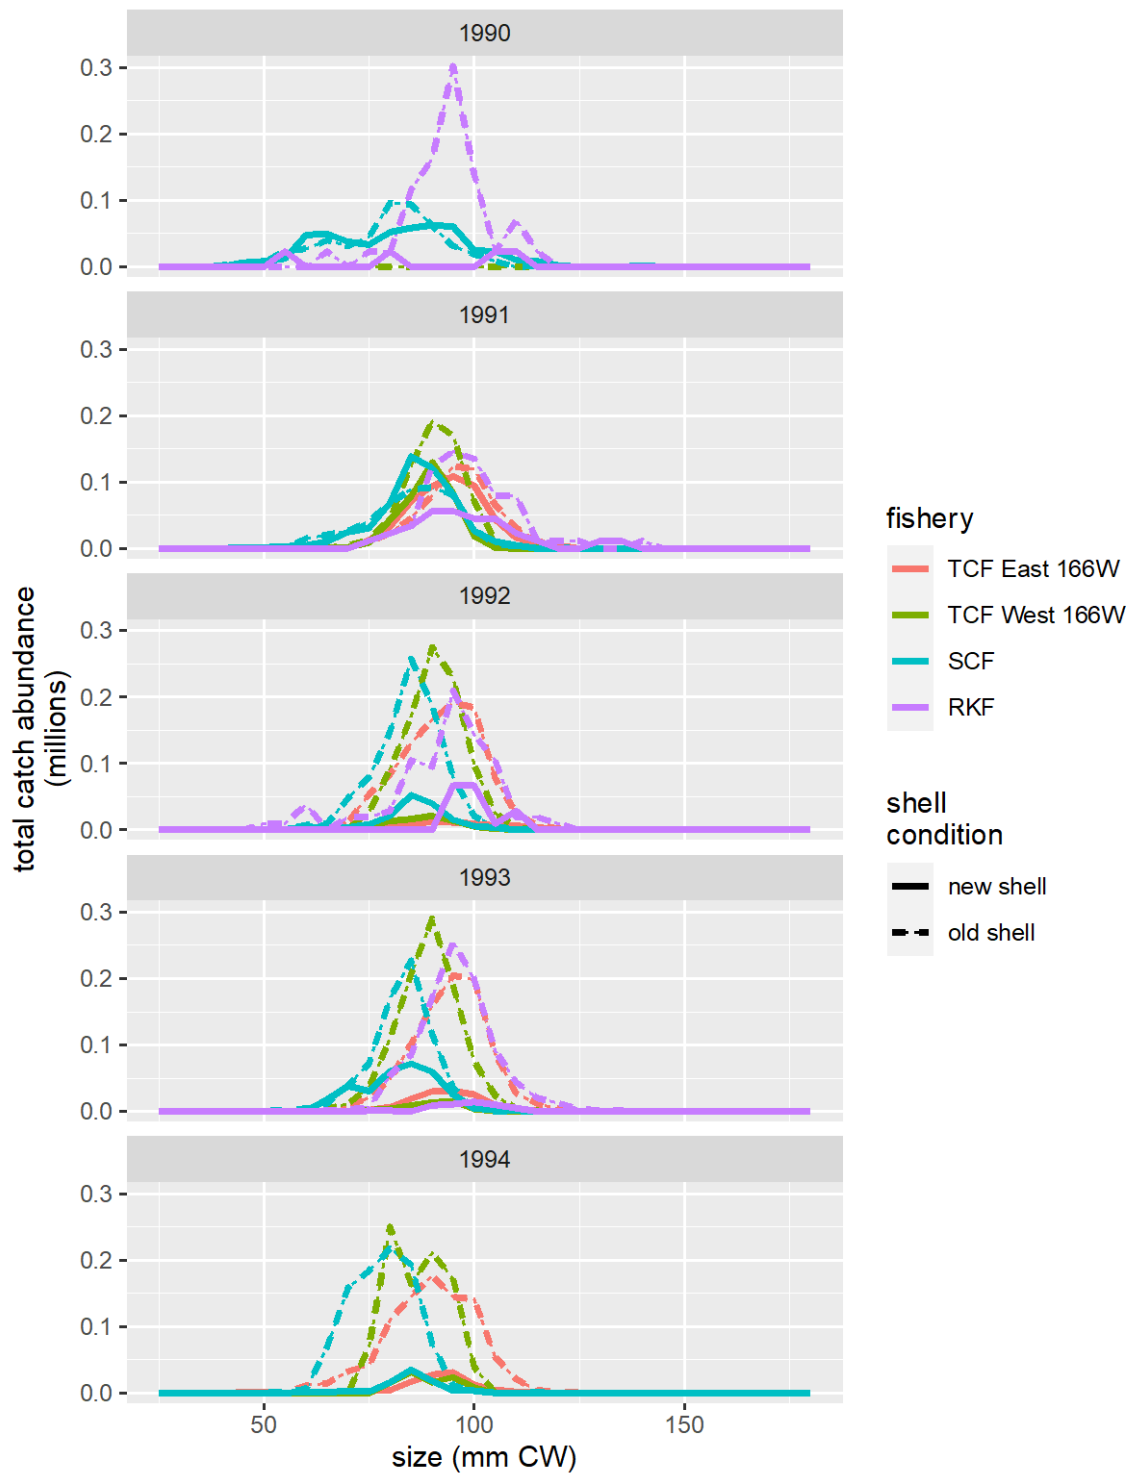 1990
0.3
0.2
0.1
0.0
1991
0.3
0.2
0.1
0.0
1992
0.3
0.2
0.1
0.0
1993
0.3
0.2
0.1
0.0
1994
0.3
0.2
0.1
0.0
50
100
150
size (mm CW)
total catch abundance
(millions)
fishery
TCF East 166W
TCF West 166W
SCF
RKF
shell
condition
new shell
old shell